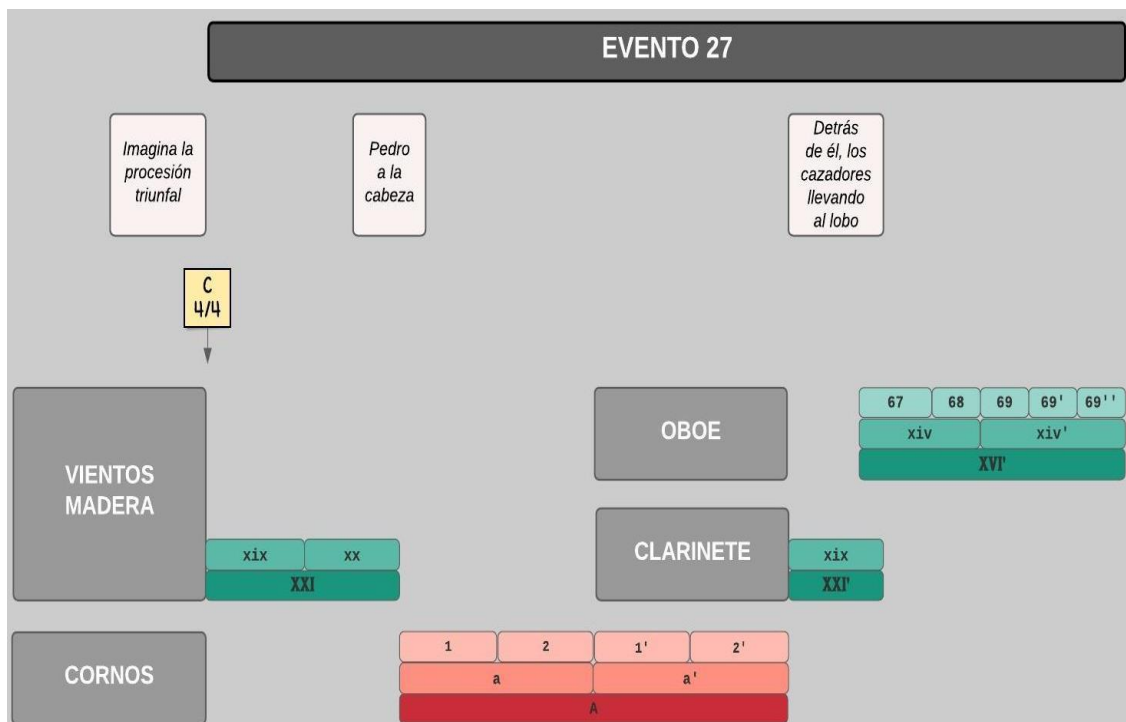 EVENTO 27
Imagina la
procesión
triunfal
Pedro
a la
cabeza
Detrás
de él, los
cazadores
llevando
al lobo
C
4/4
VIENTOS
MADERA
xix xx
XXI
OBOE
67 68 69 69' 69''
xiv xiv'
XVI'
CLARINETE
xix
XXI'
CORNOS
1 2 1' 2'
a a'
A